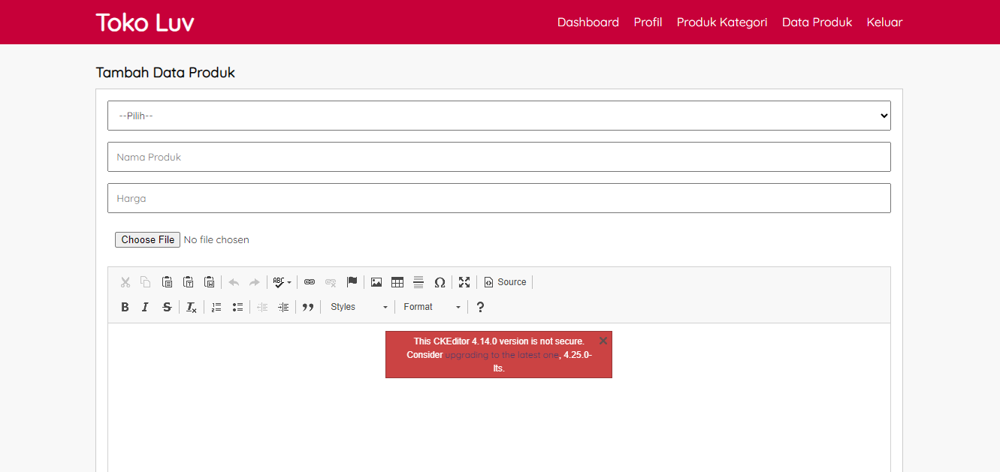 Toko Luv
Dashboard Profil Produk Kategori Data Produk Keluar
Tambah Data Produk
--Pilih--
Nama Produk
Harga
Choose File No file chosen
ABC Ω Source
B I S Tx Styles Format ?
This CKEditor 4.14.0 version is not secure.
Consider upgrading to the latest one, 4.25.0-
lts.